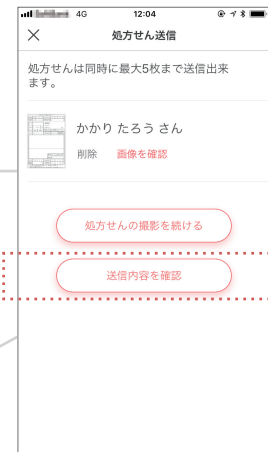 4G 12:04
処方せん送信
処方せんは同時に最大5枚まで送信出来
ます。
かかり たろう さん
削除 画像を確認
処方せんの撮影を続ける
送信内容を確認